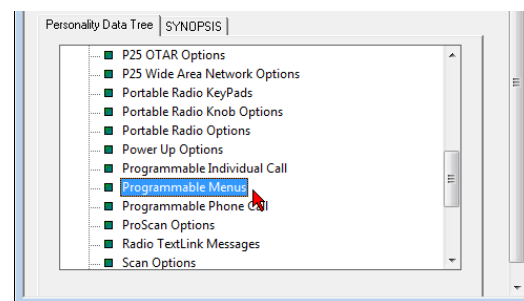 Personality Data Tree SYNOPSIS
P25 OTAR Options
P25 Wide Area Network Options
Portable Radio KeyPads
Portable Radio Knob Options
Portable Radio Options
Power Up Options
Programmable Individual Call
Programmable Menus
Programmable Phone Call
ProScan Options
Radio TextLink Messages
Scan Options